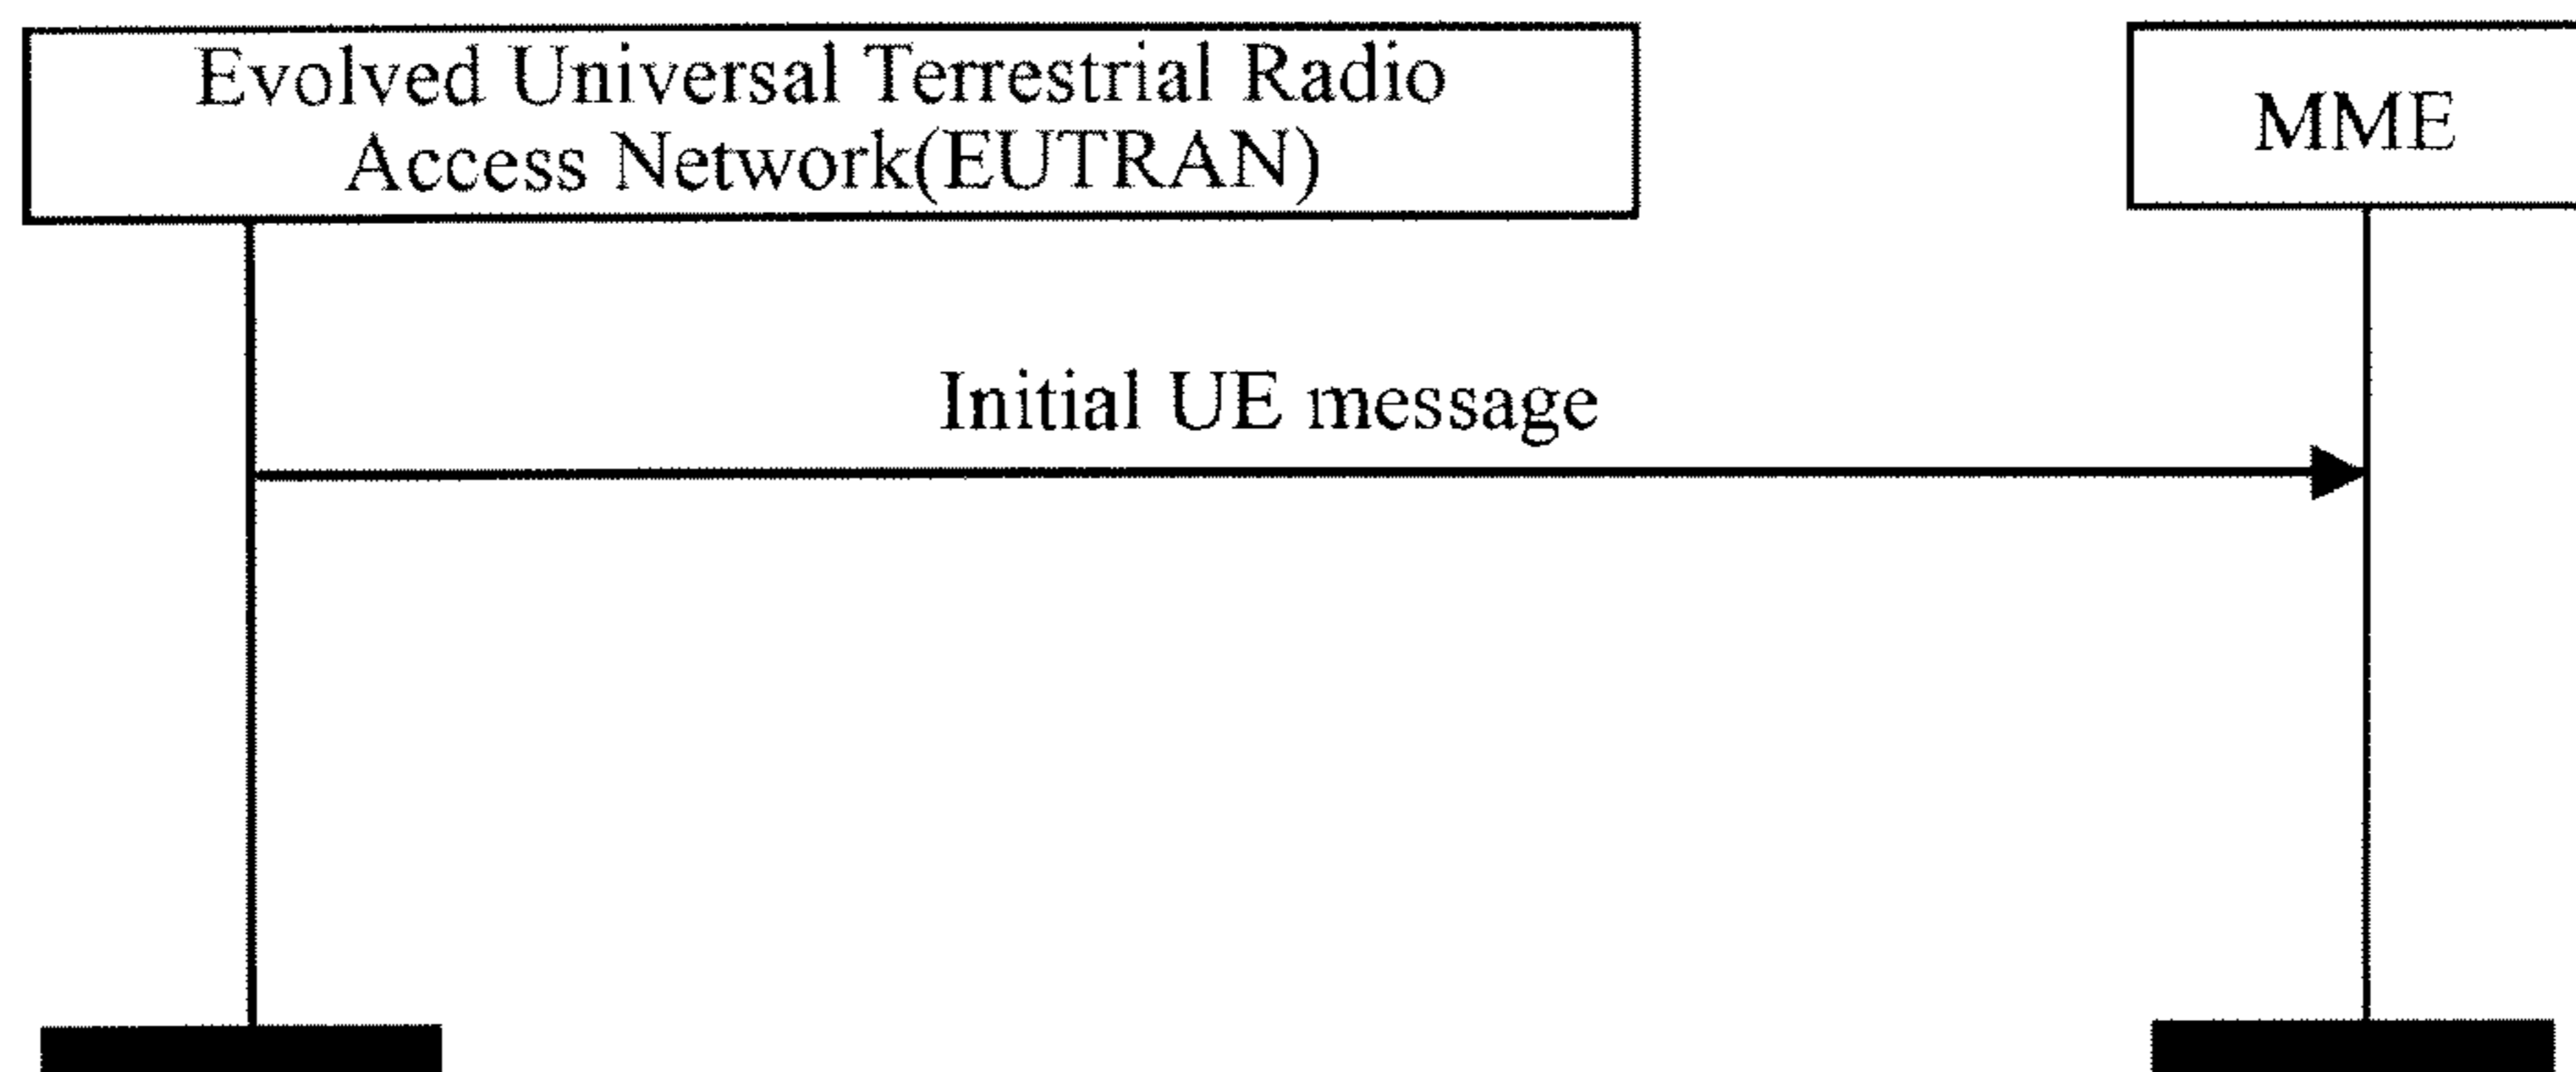 Evolved Universal Terrestrial Radio
Access Network(EUTRAN)
MME
Initial UE message